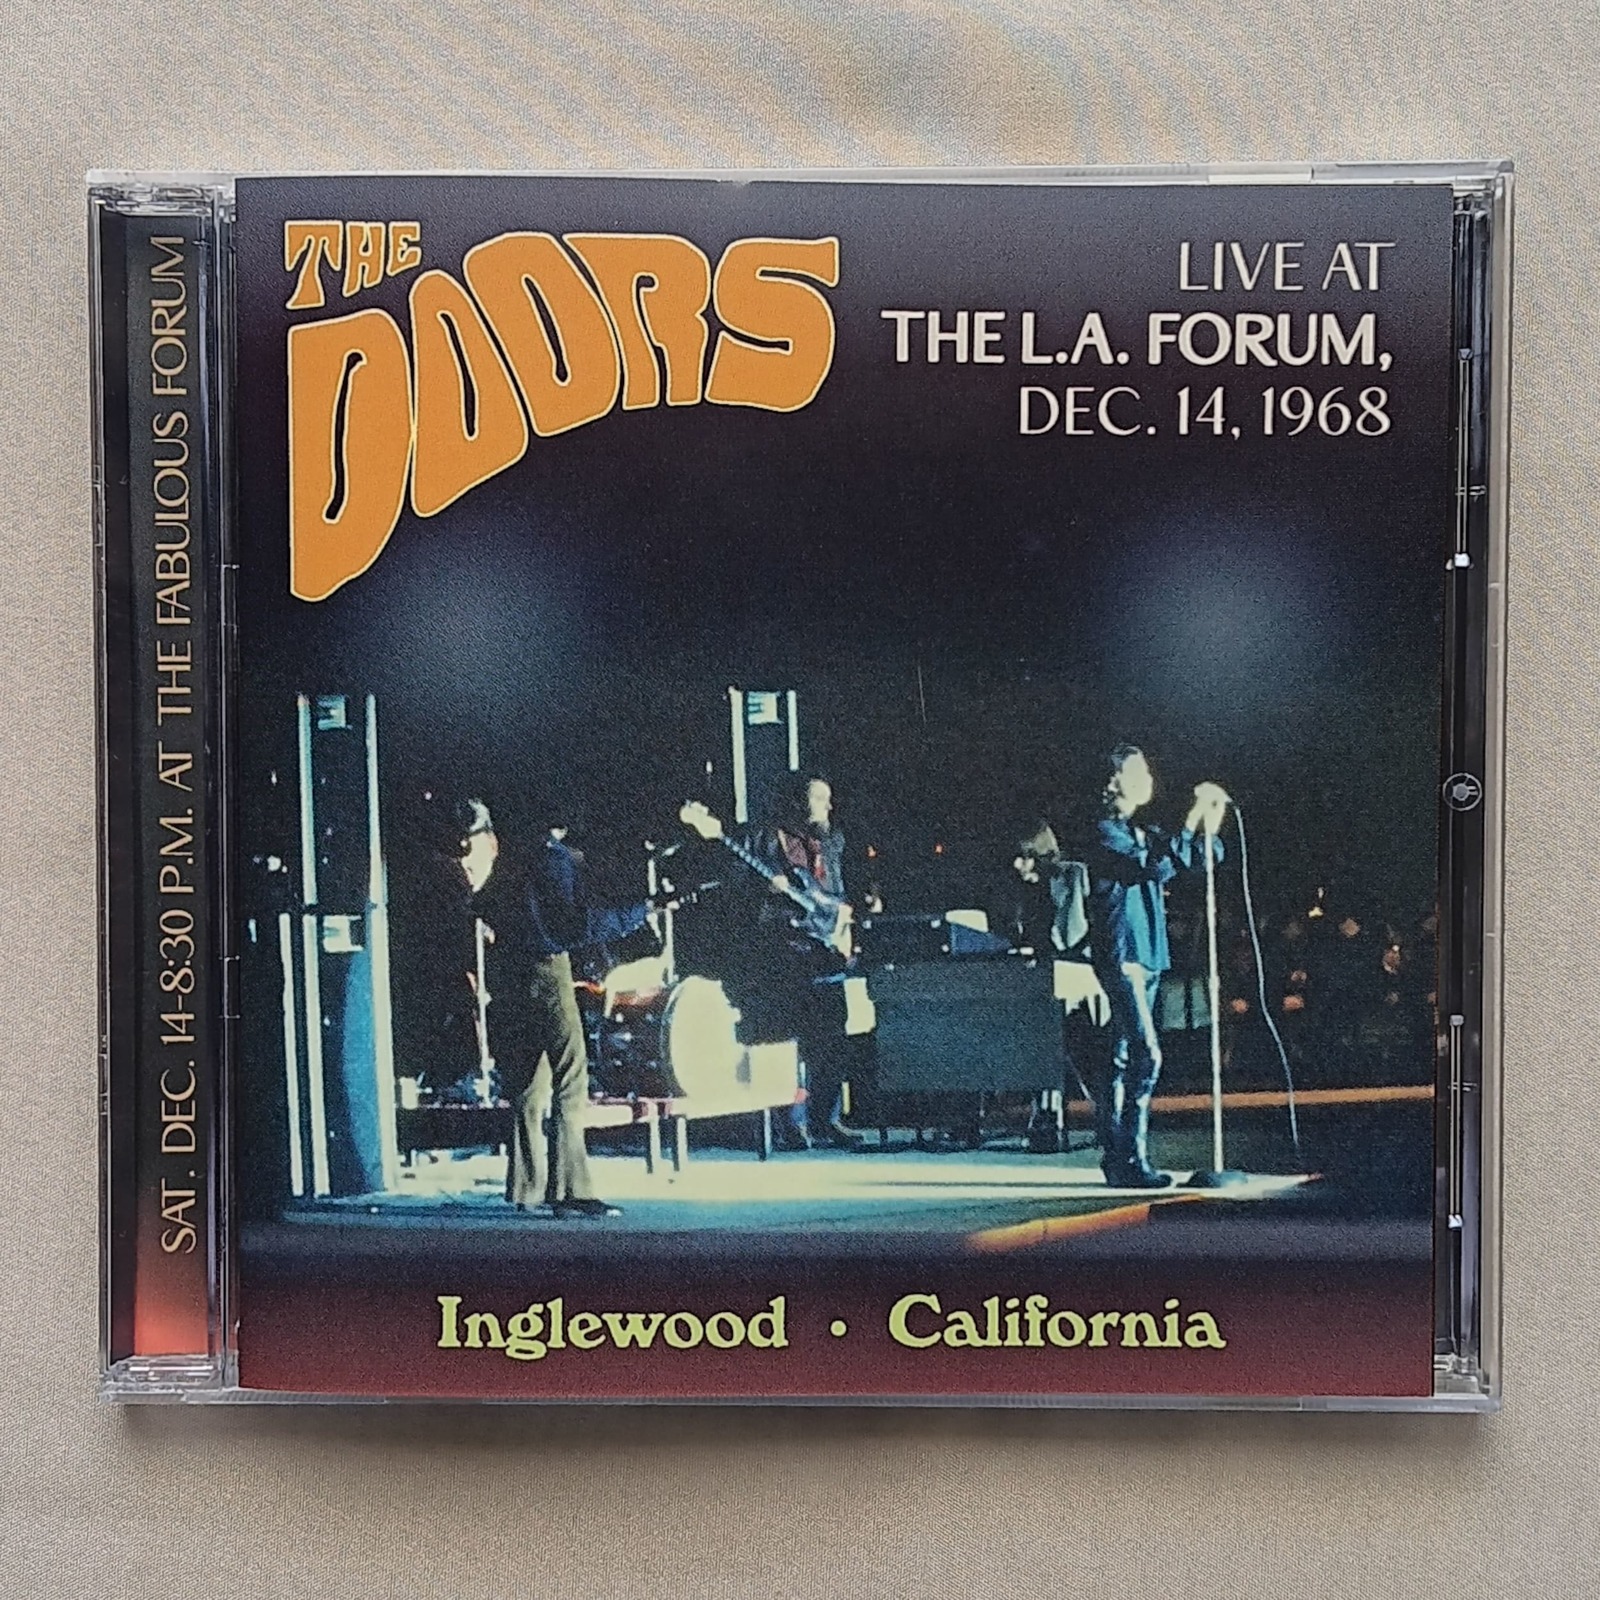 SAT. DEC. 14-8:30 P.M. AT THE FABULOUS FORUM
THE
DOORS
LIVE AT
THE L.A. FORUM,
DEC. 14, 1968
Inglewood • California